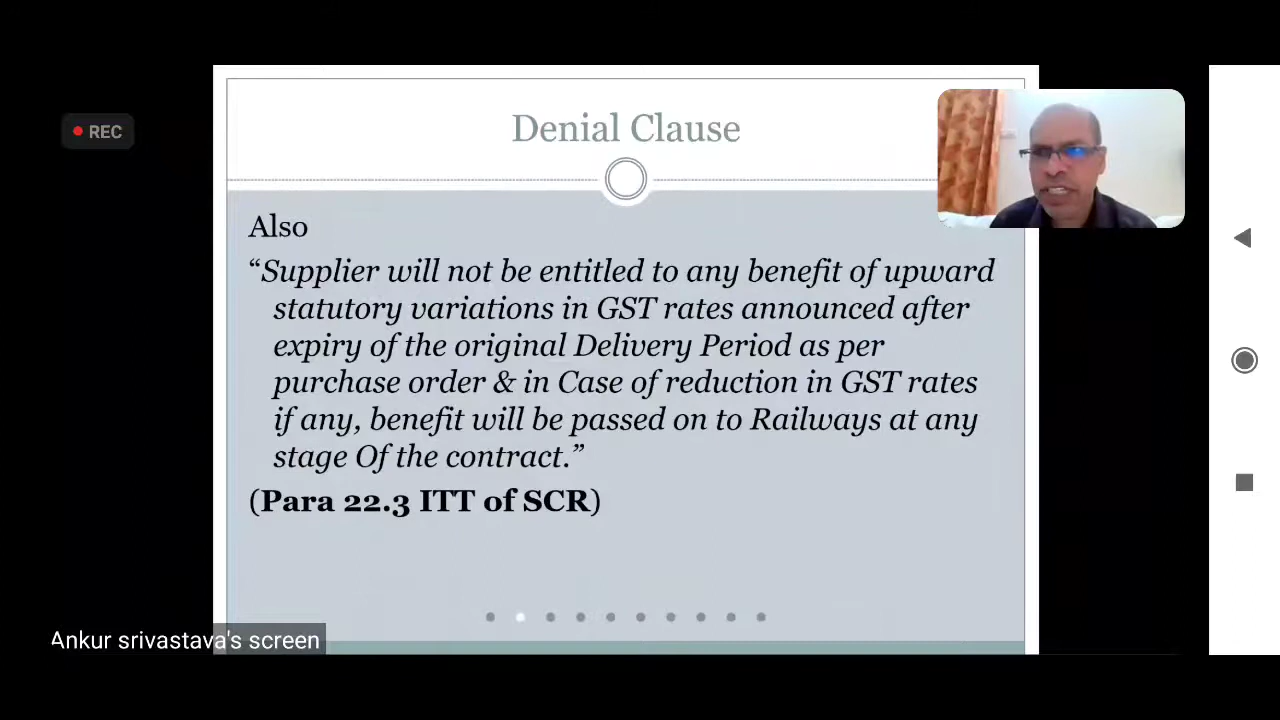 Denial Clause
REC
Also
“Supplier will not be entitled to any benefit of upward
statutory variations in GST rates announced after
expiry of the original Delivery Period as per
purchase order & in Case of reduction in GST rates
if any, benefit will be passed on to Railways at any
stage Of the contract.”
(Para 22.3 ITT of SCR)
Ankur srivastava's screen